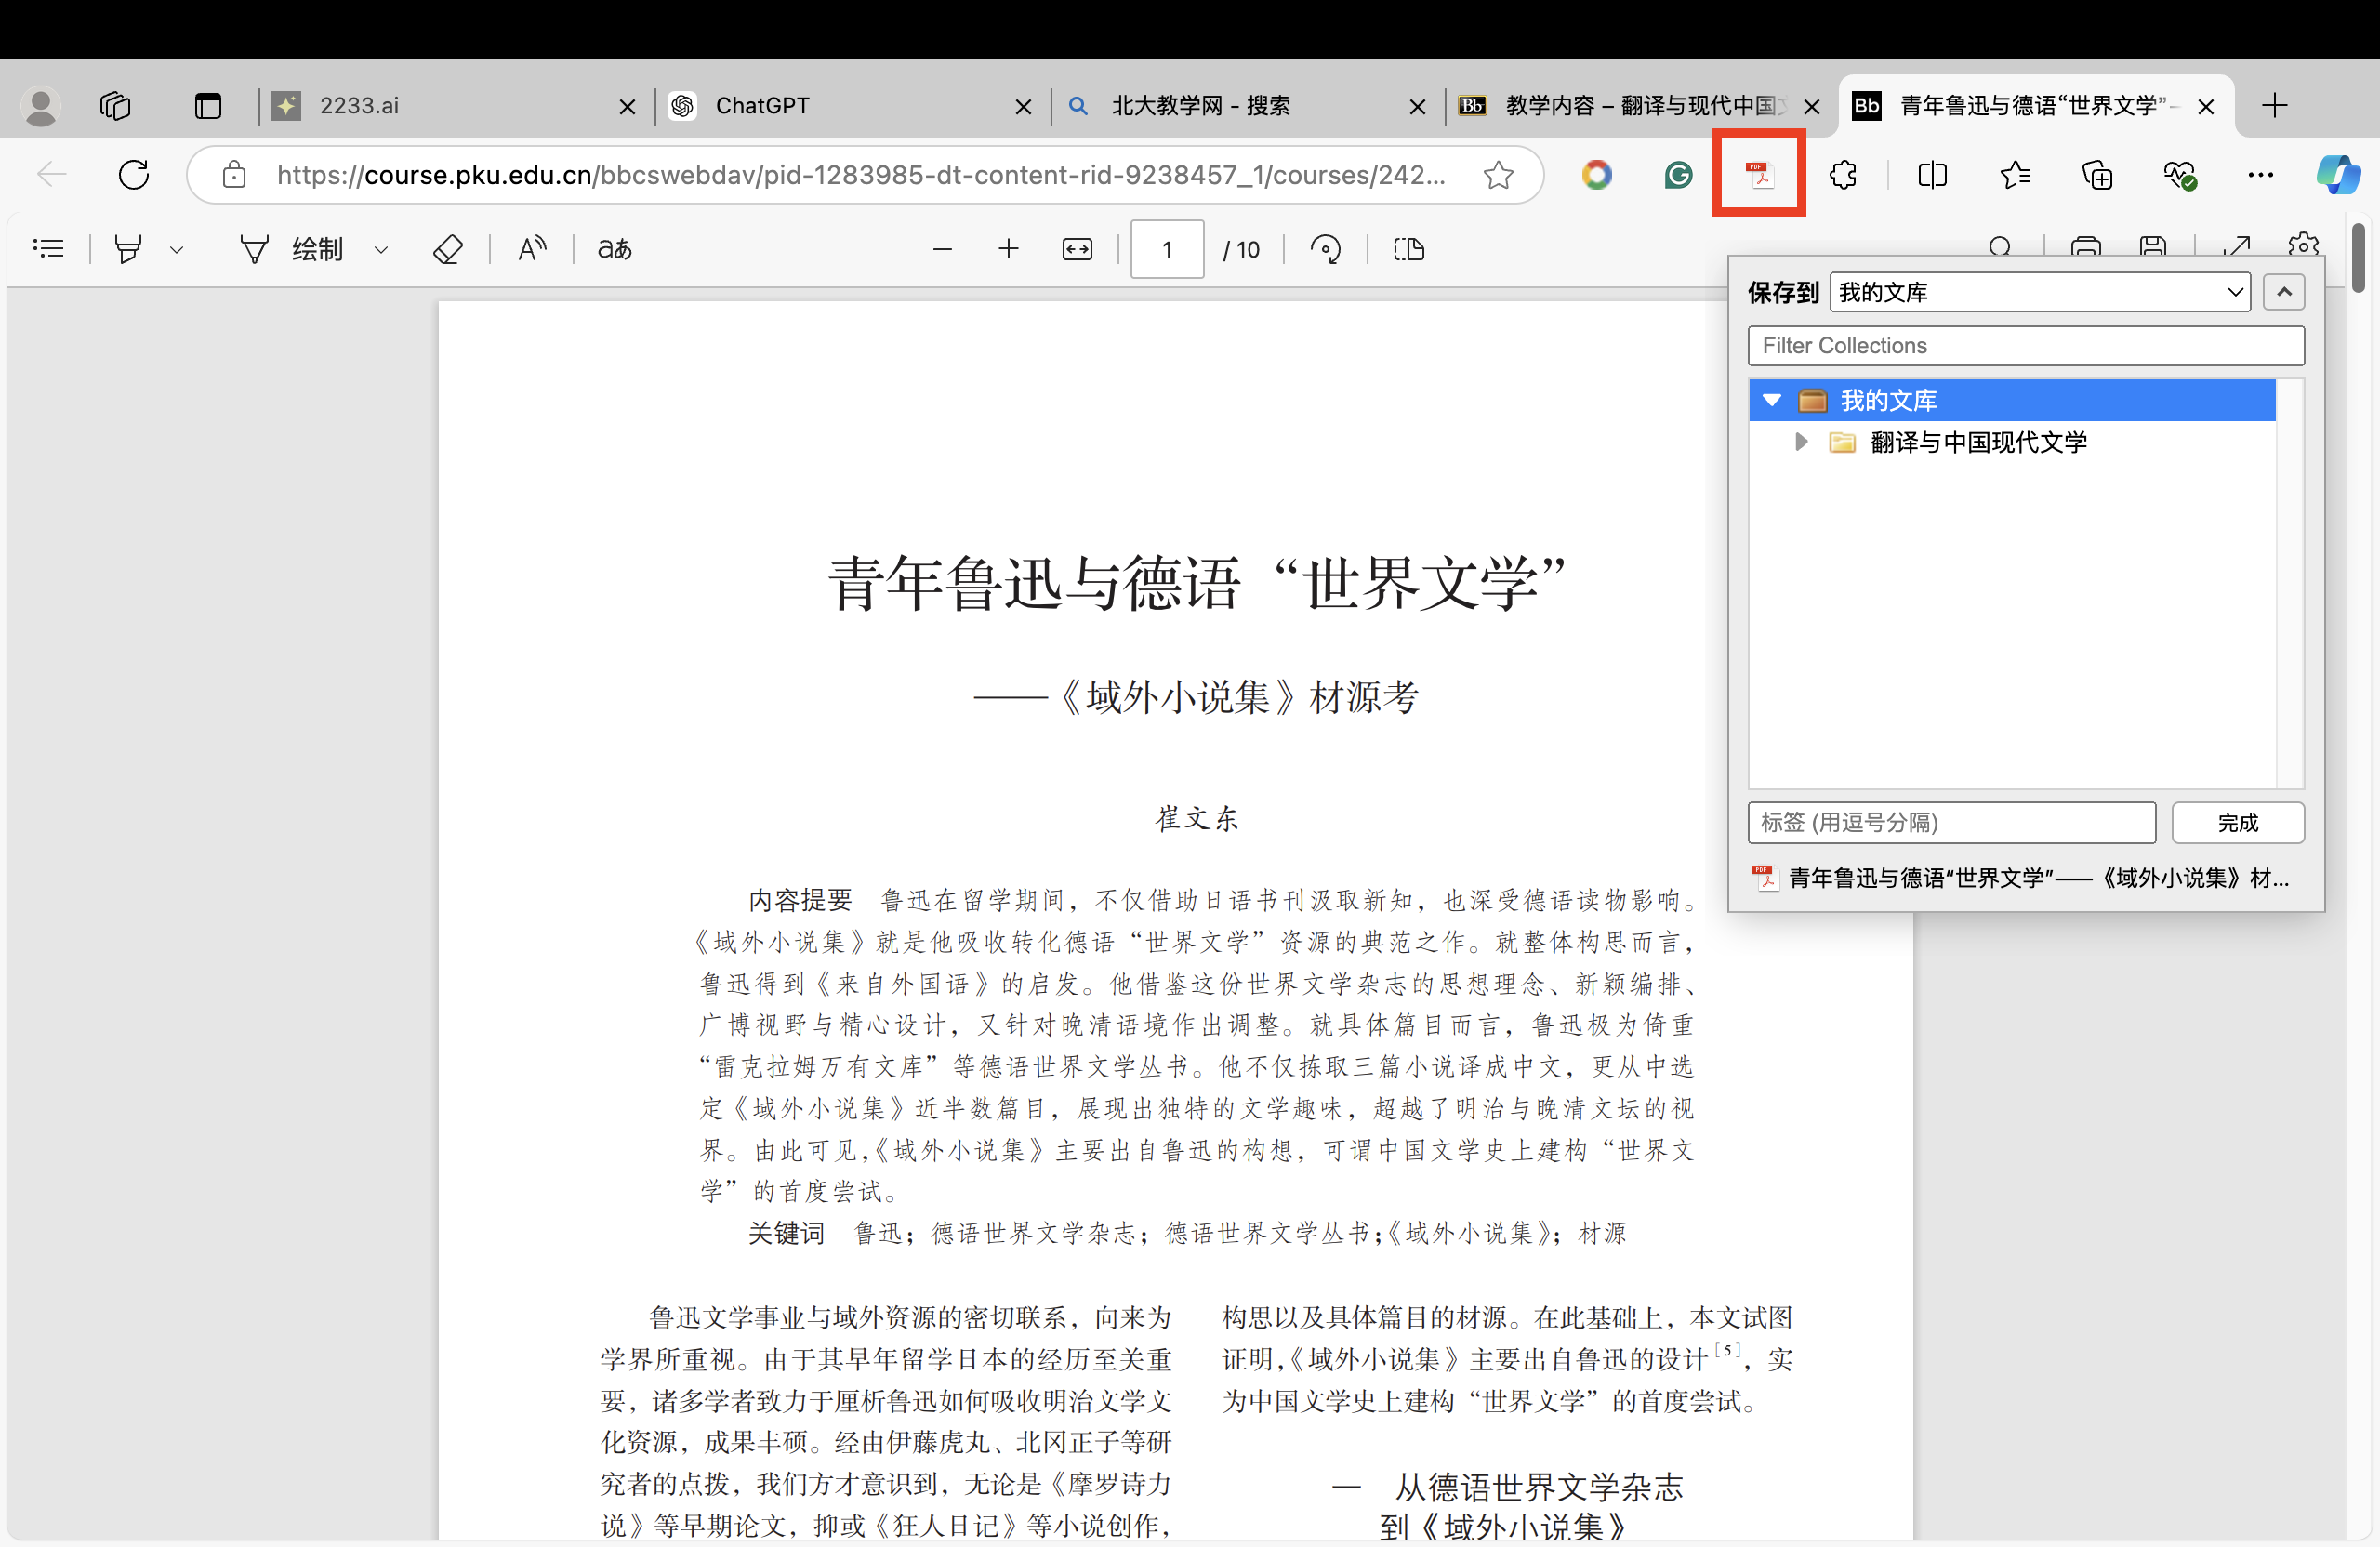 2233.ai
ChatGPT
北大教学网 - 搜索
Bb 教学内容 – 翻译与现代中国
Bb 青年鲁迅与德语“世界文学”-
https://course.pku.edu.cn/bbcswebdav/pid-1283985-dt-content-rid-9238457_1/courses/242...
PDF
绘制
A
aあ
1
/ 10
保存到
我的文库
Filter Collections
我的文库
翻译与中国现代文学
标签 (用逗号分隔)
完成
PDF 青年鲁迅与德语“世界文学”——《域外小说集》材...
青年鲁迅与德语“世界文学”
——《域外小说集》材源考
崔文东
内容提要 鲁迅在留学期间，不仅借助日语书刊汲取新知，也深受德语读物影响。
《域外小说集》就是他吸收转化德语“世界文学”资源的典范之作。就整体构思而言，
鲁迅得到《来自外国语》的启发。他借鉴这份世界文学杂志的思想理念、新颖编排、
广博视野与精心设计，又针对晚清语境作出调整。就具体篇目而言，鲁迅极为倚重
“雷克拉姆万有文库”等德语世界文学丛书。他不仅拣取三篇小说译成中文，更从中选
定《域外小说集》近半数篇目，展现出独特的文学趣味，超越了明治与晚清文坛的视
界。由此可见，《域外小说集》主要出自鲁迅的构想，可谓中国文学史上建构“世界文
学”的首度尝试。
关键词 鲁迅；德语世界文学杂志；德语世界文学丛书；《域外小说集》；材源
鲁迅文学事业与域外资源的密切联系，向来为
学界所重视。由于其早年留学日本的经历至关重
要，诸多学者致力于厘析鲁迅如何吸收明治文学文
化资源，成果丰硕。经由伊藤虎丸、北冈正子等研
究者的点拨，我们方才意识到，无论是《摩罗诗力
说》等早期论文，抑或《狂人日记》等小说创作，
构思以及具体篇目的材源。在此基础上，本文试图
证明，《域外小说集》主要出自鲁迅的设计[5]，实
为中国文学史上建构“世界文学”的首度尝试。
一 从德语世界文学杂志
到《域外小说集》